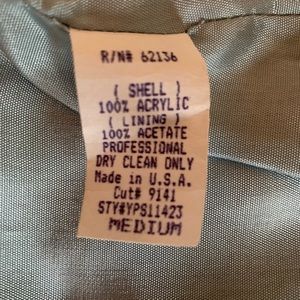 R/N# 62136
( SHELL )
100% ACRYLIC
( LINING )
100% ACETATE
PROFESSIONAL
DRY CLEAN ONLY
Made in U.S.A.
Cut# 9141
STY#YPS11423
MEDIUM